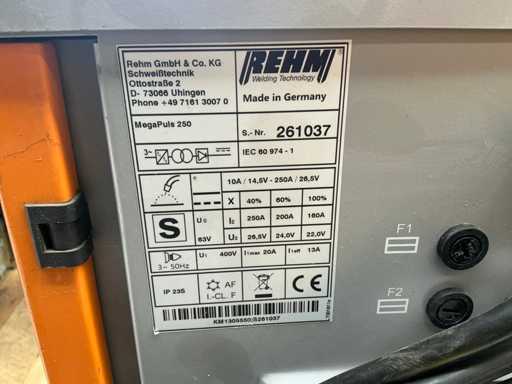 Rehm GmbH & Co. KG
Schweißtechnik
Ottostraße 2
D- 73066 Uhingen
Phone +49 7161 3007 0
REHM
Welding Technology
Made in Germany
MegaPuls 250
S.- Nr. 261037
3~
IEC 60 974 - 1
10A / 14,5V - 250A / 26,5V
X 40% 60% 100%
S
U0 I2 250A 200A 160A
63V U2 26,5V 24,0V 22,0V
3~ 50Hz
U1 400V I1max 20A I1eff 13A
IP 23S
AF
I.-CL. F
CE
KM1309550;S261037
F1
F2